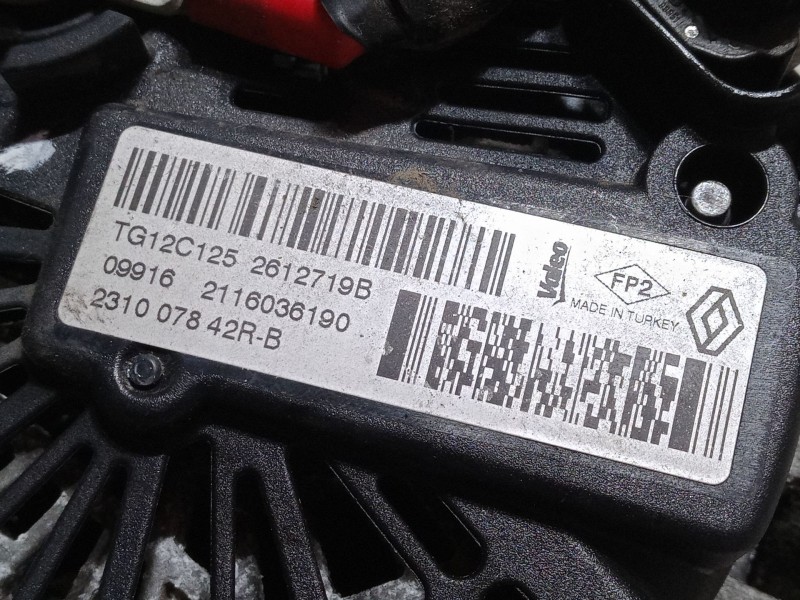 TG12C125 2612719B
09916 2116036190
2310 078 42R-B
Valeo
FP2
MADE IN TURKEY